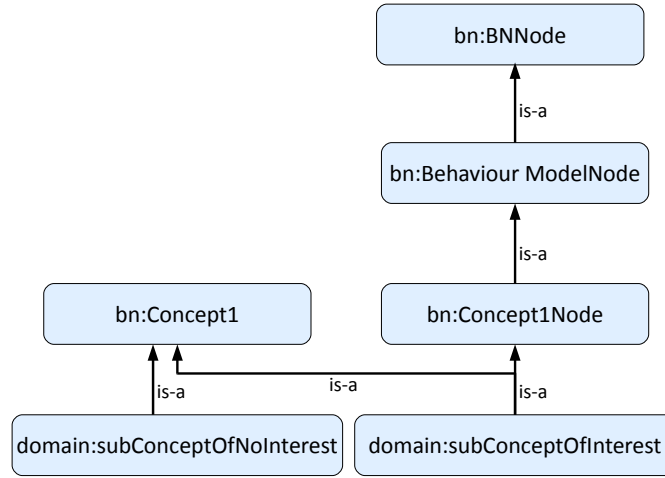 bn:BNNode
is-a
bn:Behaviour ModelNode
is-a
bn:Concept1
bn:Concept1Node
is-a
is-a
is-a
domain:subConceptOfNoInterest
domain:subConceptOfInterest